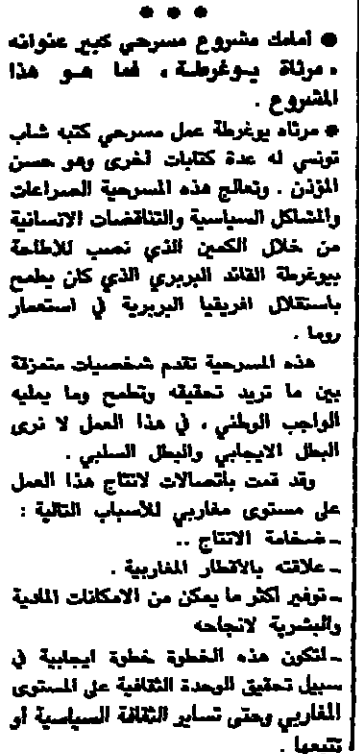 ● أمامك مشروع مسرحي كبير عنوانه
« مرثاة يـوغرطـة » فما هـو هذا
المشروع .
● مرثاه يوغرطة عمل مسرحي كتبه شاب
تونسي له عدة كتابات أخرى وهو حسن
المؤذن . وتعالج هذه المسرحية الصراعات
والمشاكل السياسية والتناقضات الانسانية
من خلال الكمين الذي نصب للاطاحة
بيوغرطة القائد البربري الذي كان يطمح
باستقلال افريقيا البربرية في استعمار
روما .
هذه المسرحية تقدم شخصيات متمزقة
بين ما تريد تحقيقه وتطمح وما يمليه
الواجب الوطني ، في هذا العمل لا نرى
البطل الايجابي والبطل السلبي .
وقد قمت باتصالات لانتاج هذا العمل
على مستوى مغاربي للأسباب التالية :
ـ ضخامة الانتاج ..
ـ علاقته بالاقطار المغاربية .
ـ توفير اكثر ما يمكن من الامكانات المادية
والبشرية لانجاحه
ـ لتكون هذه الخطوة خطوة ايجابية في
سبيل تحقيق الوحدة الثقافية على المستوى
المغاربي وحتى تساير الثقافة السياسية أو
تتبعها .